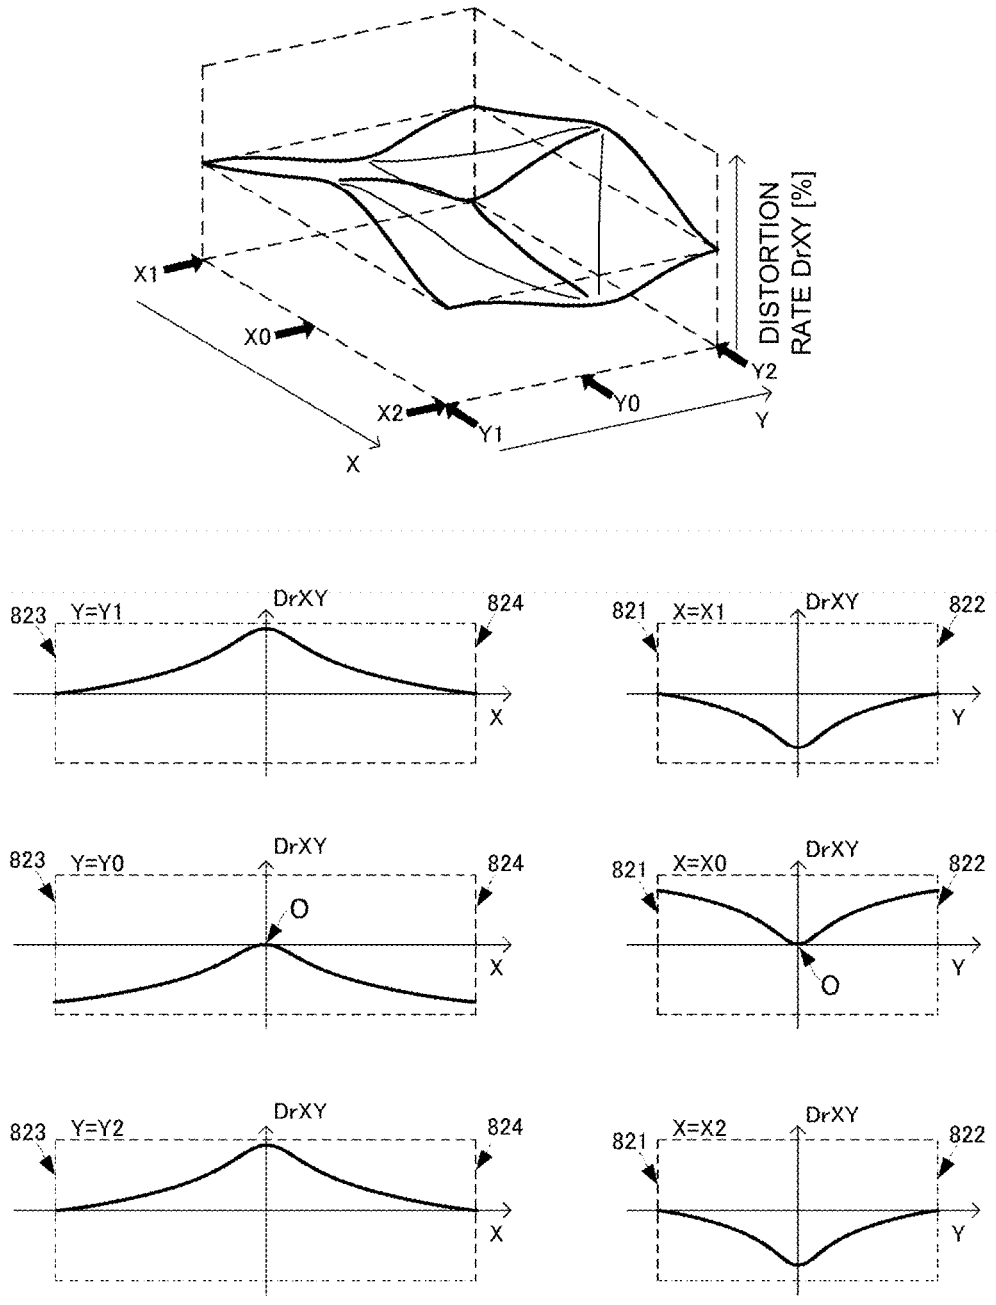 X1
X0
X2
X
Y1
Y0
Y2
Y
DISTORTION
RATE DrXY [%]
823
Y=Y1
DrXY
824
X
821
X=X1
DrXY
822
Y
823
Y=Y0
DrXY
824
O
X
821
X=X0
DrXY
822
O
Y
823
Y=Y2
DrXY
824
X
821
X=X2
DrXY
822
Y